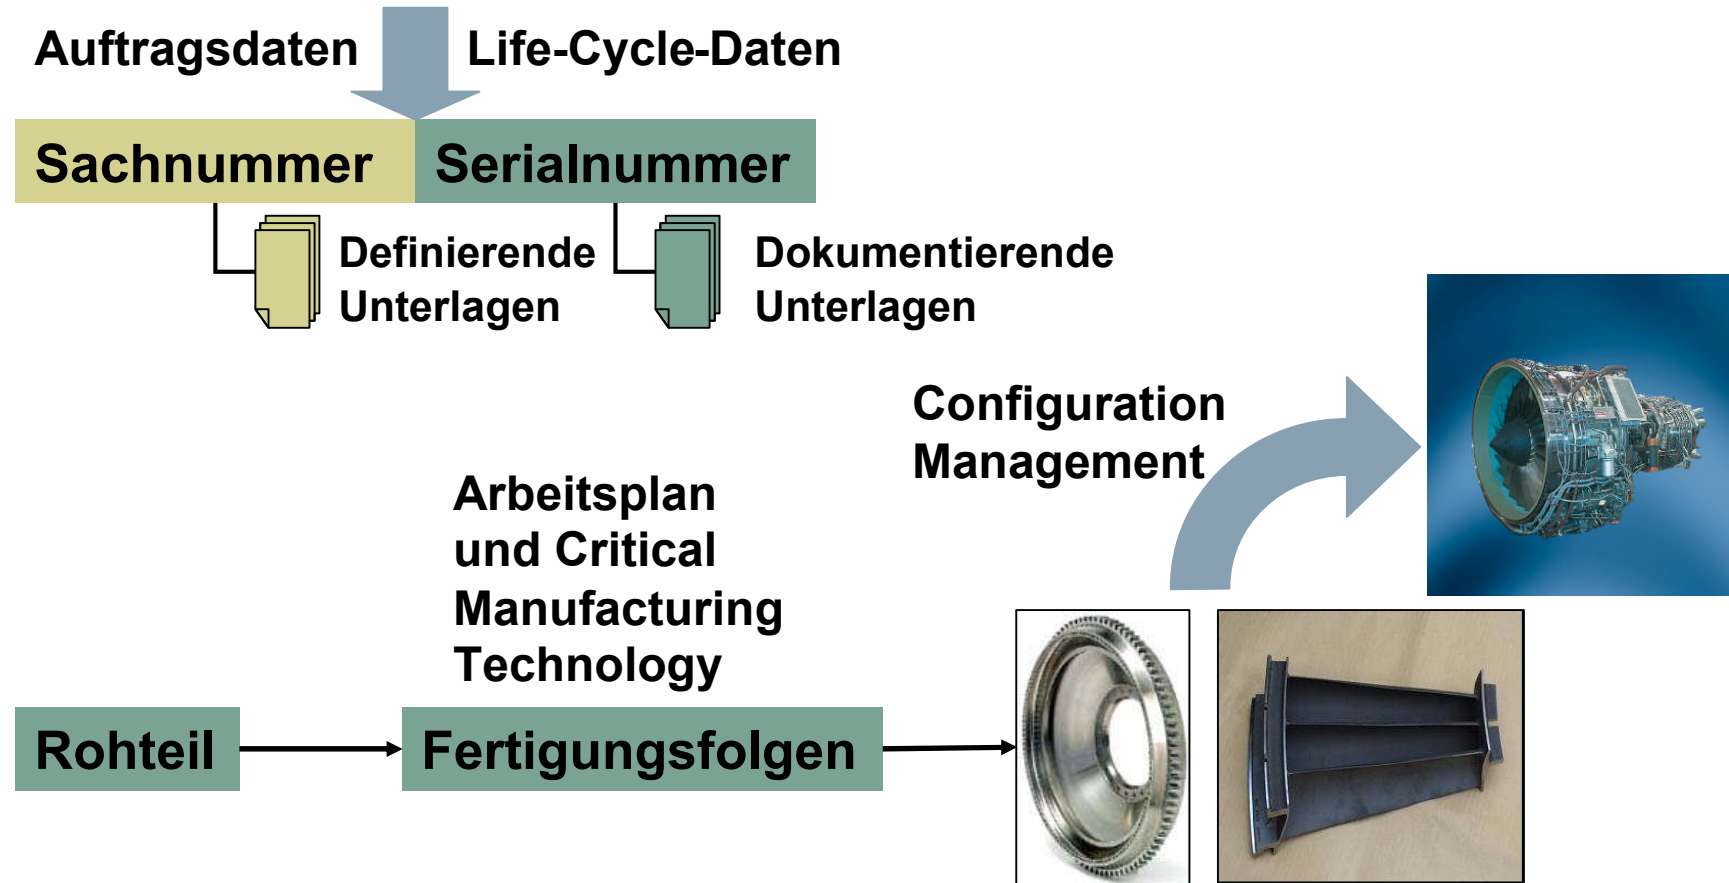 Auftragsdaten
Life-Cycle-Daten
Sachnummer
Serialnummer
Definierende
Unterlagen
Dokumentierende
Unterlagen
Configuration
Management
Arbeitsplan
und Critical
Manufacturing
Technology
Rohteil
Fertigungsfolgen